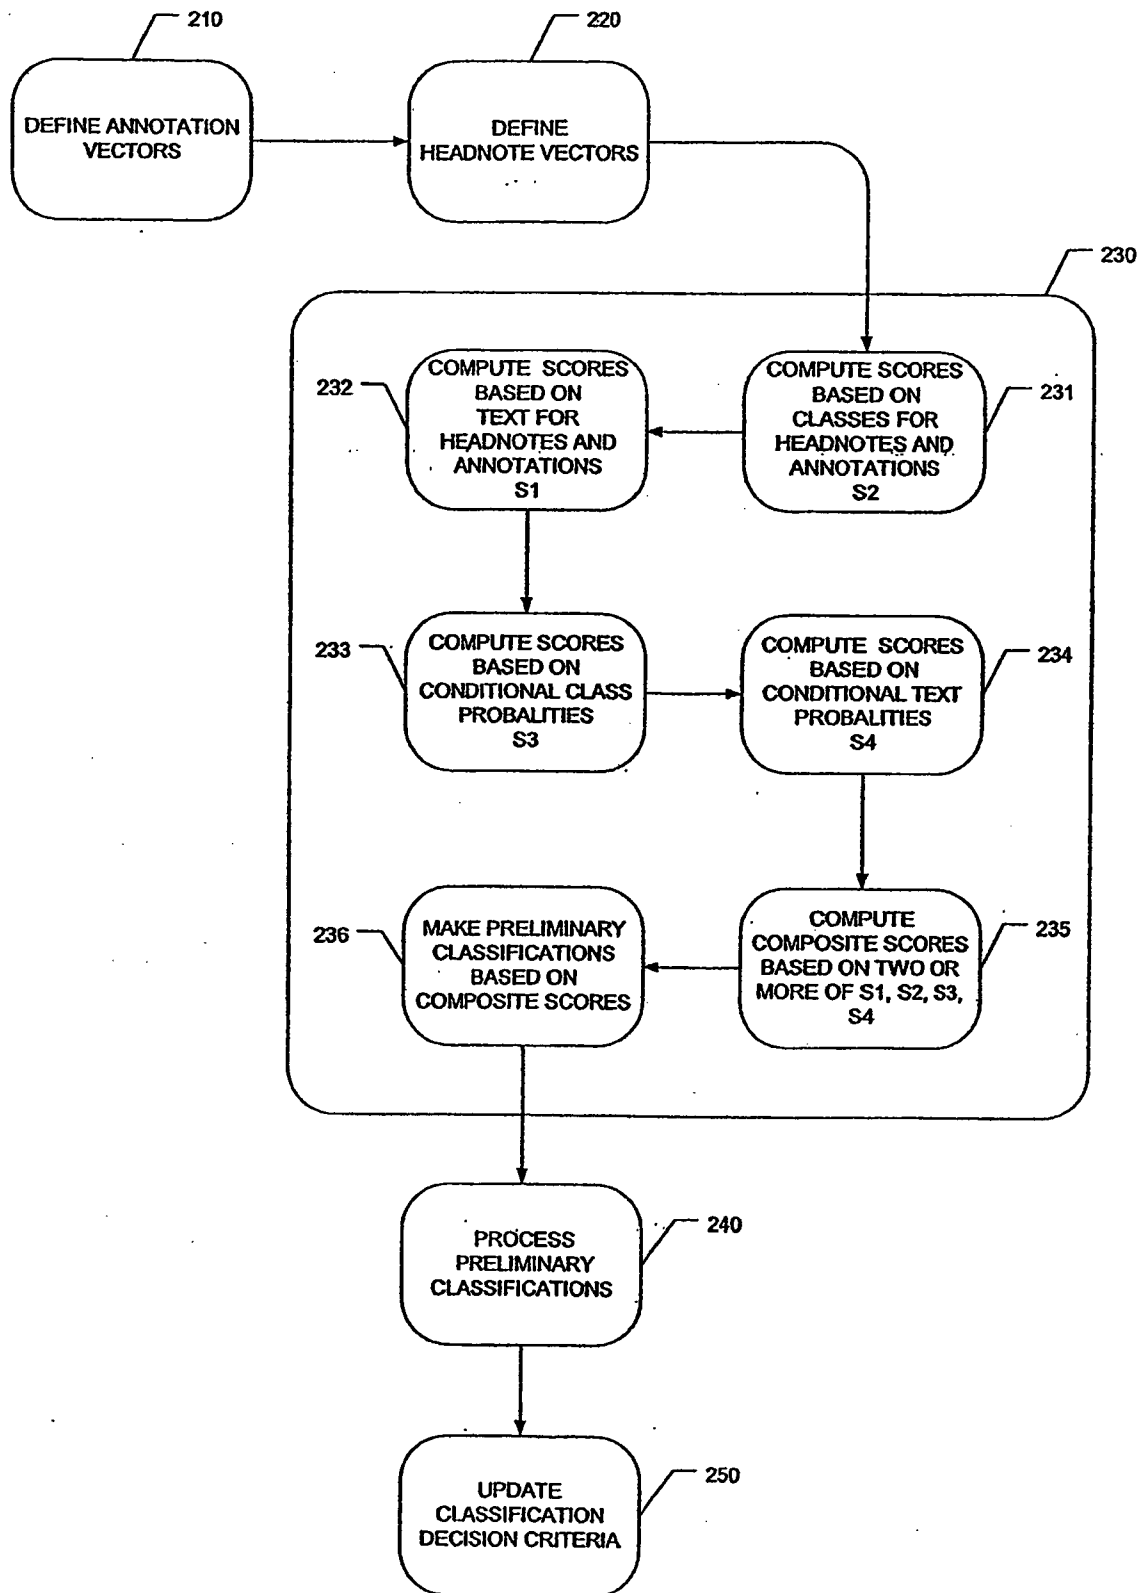 210
DEFINE ANNOTATION
VECTORS
220
DEFINE
HEADNOTE VECTORS
230
232
COMPUTE SCORES
BASED ON
TEXT FOR
HEADNOTES AND
ANNOTATIONS
S1
COMPUTE SCORES
BASED ON
CLASSES FOR
HEADNOTES AND
ANNOTATIONS
S2
231
233
COMPUTE SCORES
BASED ON
CONDITIONAL CLASS
PROBALITIES
S3
COMPUTE SCORES
BASED ON
CONDITIONAL TEXT
PROBALITIES
S4
234
236
MAKE PRELIMINARY
CLASSIFICATIONS
BASED ON
COMPOSITE SCORES
COMPUTE
COMPOSITE SCORES
BASED ON TWO OR
MORE OF S1, S2, S3,
S4
235
PROCESS
PRELIMINARY
CLASSIFICATIONS
240
UPDATE
CLASSIFICATION
DECISION CRITERIA
250